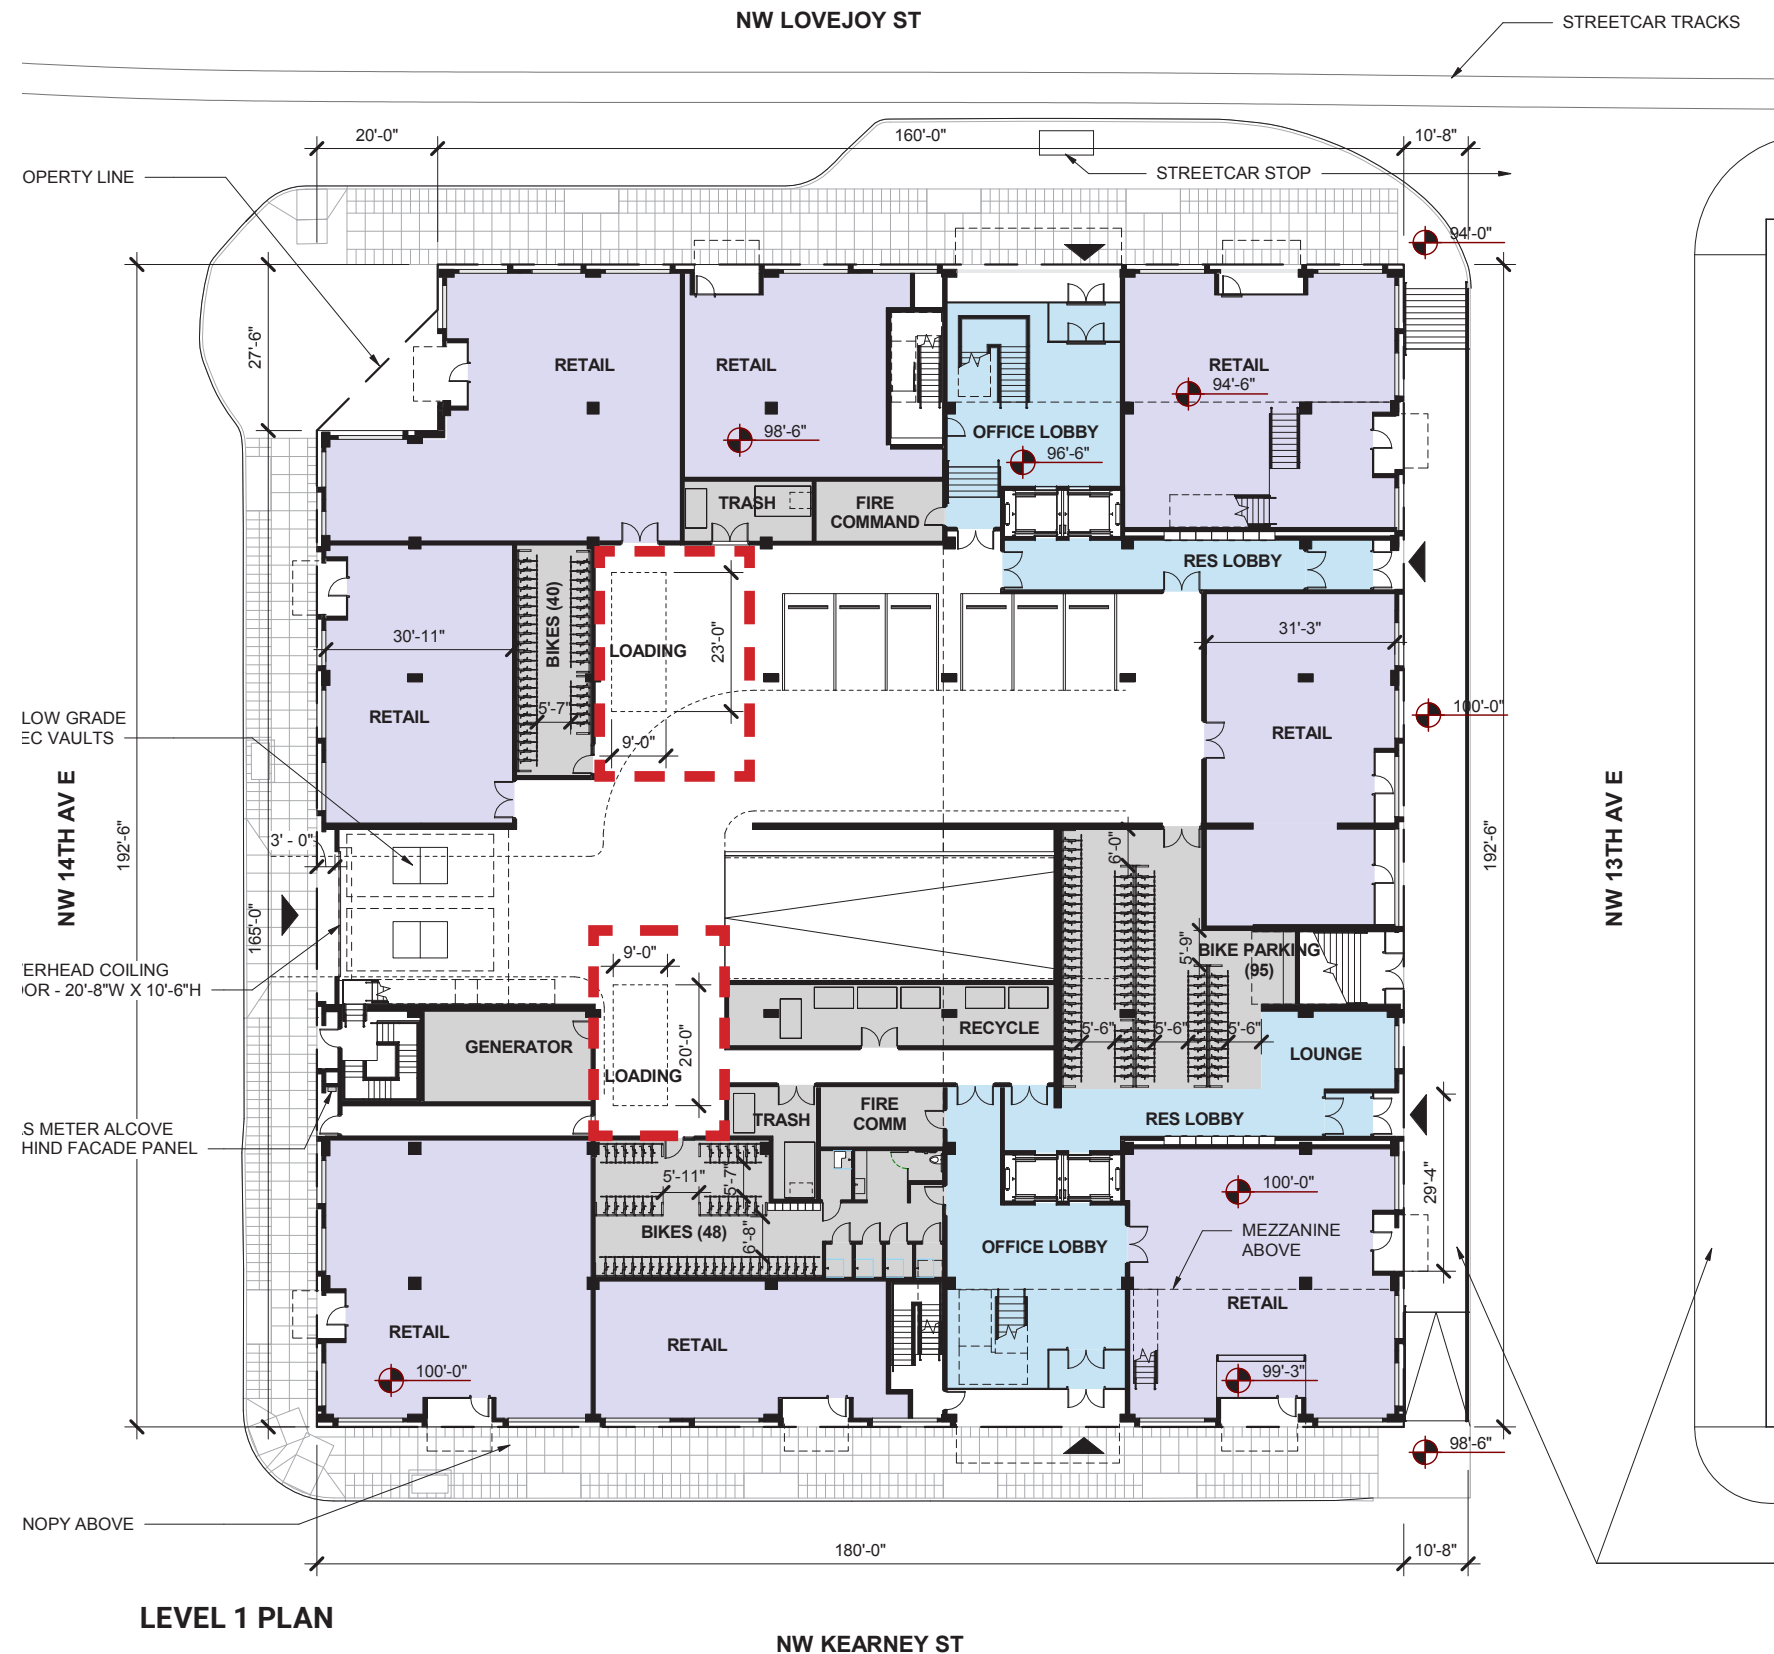 NW LOVEJOY ST
STREETCAR TRACKS
20'-0"
160'-0"
10'-8"
OPERTY LINE
STREETCAR STOP
94'-0"
27'-6"
RETAIL
RETAIL
RETAIL
94'-6"
98'-6"
OFFICE LOBBY
96'-6"
TRASH
FIRE
COMMAND
RES LOBBY
BIKES (40)
30'-11"
LOADING
23'-0"
31'-3"
5'-7"
9'-0"
RETAIL
RETAIL
100'-0"
LOW GRADE
EC VAULTS
NW 14TH AV E
192'-6"
3' - 0"
165'-0"
6'-0"
192'-6"
NW 13TH AV E
ERHEAD COILING
OOR - 20'-8"W X 10'-6"H
9'-0"
5'-9"
BIKE PARKING
(95)
GENERATOR
20'-0"
LOADING
RECYCLE
5'-6"
5'-6"
5'-6"
LOUNGE
TRASH
FIRE
COMM
RES LOBBY
AS METER ALCOVE
HIND FACADE PANEL
5'-11"
5'-7"
BIKES (48)
6'-8"
OFFICE LOBBY
100'-0"
MEZZANINE
ABOVE
29'-4"
RETAIL
RETAIL
RETAIL
100'-0"
99'-3"
98'-6"
NOPY ABOVE
180'-0"
10'-8"
LEVEL 1 PLAN
NW KEARNEY ST